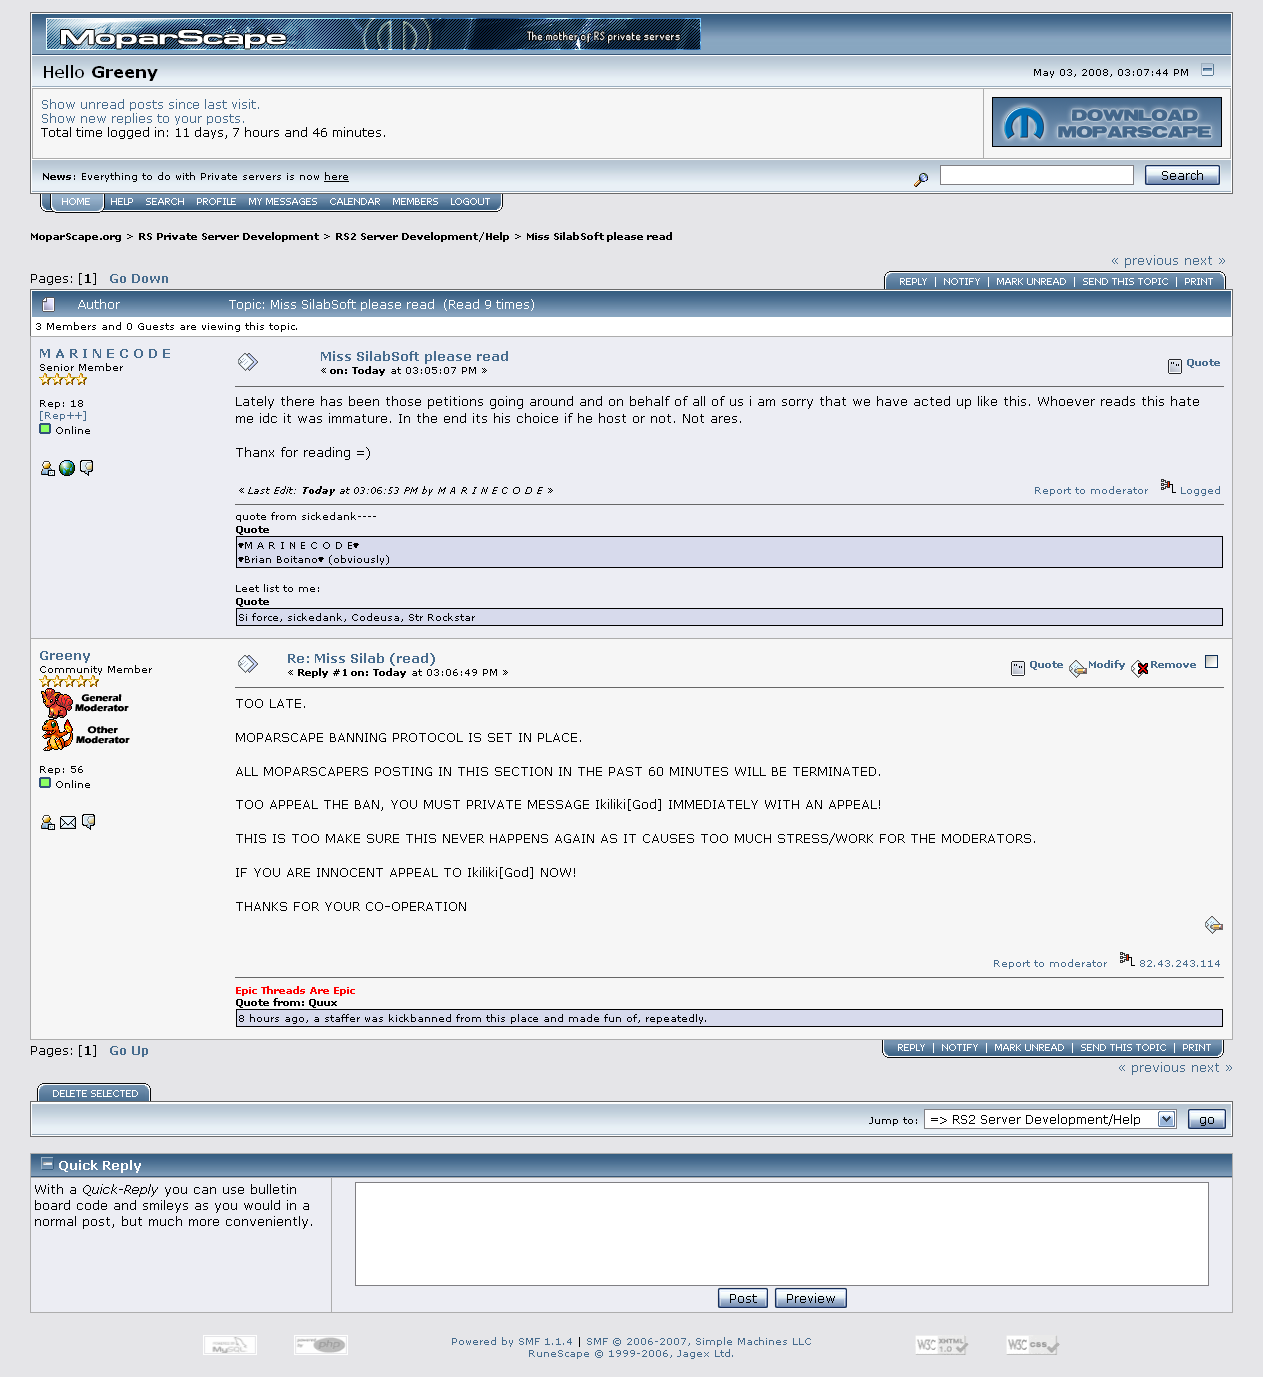 MoparScape
The mother of RS private servers
Hello Greeny
May 03, 2008, 03:07:44 PM
Show unread posts since last visit.
Show new replies to your posts.
Total time logged in: 11 days, 7 hours and 46 minutes.
DOWNLOAD
MOPARSCAPE
News: Everything to do with Private servers is now here
Search
HOME HELP SEARCH PROFILE MY MESSAGES CALENDAR MEMBERS LOGOUT
MoparScape.org > RS Private Server Development > RS2 Server Development/Help > Miss SilabSoft please read
« previous next »
Pages: [1] Go Down
REPLY | NOTIFY | MARK UNREAD | SEND THIS TOPIC | PRINT
Author Topic: Miss SilabSoft please read (Read 9 times)
3 Members and 0 Guests are viewing this topic.
M A R I N E C O D E
Senior Member
Rep: 18
[Rep++]
Online
Miss SilabSoft please read
« on: Today at 03:05:07 PM »
Quote
Lately there has been those petitions going around and on behalf of all of us i am sorry that we have acted up like this. Whoever reads this hate
me idc it was immature. In the end its his choice if he host or not. Not ares.
Thanx for reading =)
« Last Edit: Today at 03:06:53 PM by M A R I N E C O D E »
Report to moderator Logged
quote from sickedank----
Quote
♥M A R I N E C O D E♥
♥Brian Boitano♥ (obviously)
Leet list to me:
Quote
Si force, sickedank, Codeusa, Str Rockstar
Greeny
Community Member
General
Moderator
Other
Moderator
Rep: 56
Online
Re: Miss Silab (read)
« Reply #1 on: Today at 03:06:49 PM »
Quote Modify Remove
TOO LATE.
MOPARSCAPE BANNING PROTOCOL IS SET IN PLACE.
ALL MOPARSCAPERS POSTING IN THIS SECTION IN THE PAST 60 MINUTES WILL BE TERMINATED.
TOO APPEAL THE BAN, YOU MUST PRIVATE MESSAGE Ikiliki[God] IMMEDIATELY WITH AN APPEAL!
THIS IS TOO MAKE SURE THIS NEVER HAPPENS AGAIN AS IT CAUSES TOO MUCH STRESS/WORK FOR THE MODERATORS.
IF YOU ARE INNOCENT APPEAL TO Ikiliki[God] NOW!
THANKS FOR YOUR CO-OPERATION
Report to moderator 82.43.243.114
Epic Threads Are Epic
Quote from: Quux
8 hours ago, a staffer was kickbanned from this place and made fun of, repeatedly.
Pages: [1] Go Up
REPLY | NOTIFY | MARK UNREAD | SEND THIS TOPIC | PRINT
« previous next »
DELETE SELECTED
Jump to: => RS2 Server Development/Help go
Quick Reply
With a Quick-Reply you can use bulletin
board code and smileys as you would in a
normal post, but much more conveniently.
Post Preview
MySQL
php
Powered by SMF 1.1.4 | SMF © 2006-2007, Simple Machines LLC
RuneScape © 1999-2006, Jagex Ltd.
W3C XHTML 1.0
W3C css